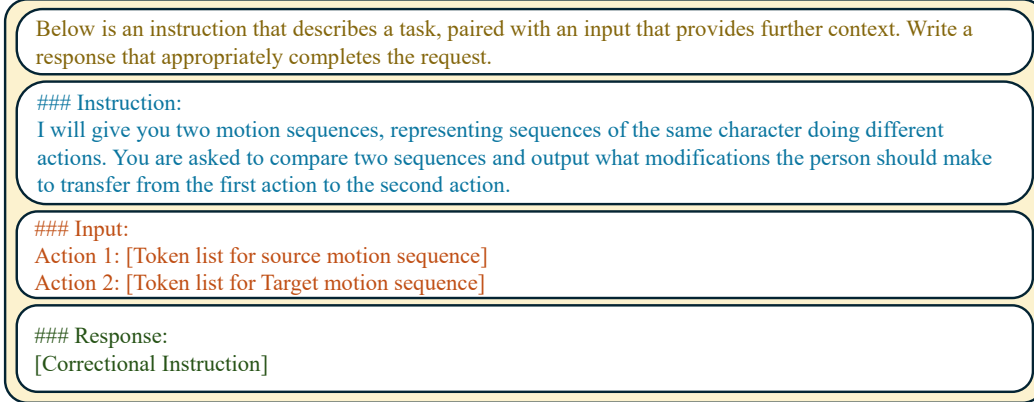 Below is an instruction that describes a task, paired with an input that provides further context. Write a
response that appropriately completes the request.
### Instruction:
I will give you two motion sequences, representing sequences of the same character doing different
actions. You are asked to compare two sequences and output what modifications the person should make
to transfer from the first action to the second action.
### Input:
Action 1: [Token list for source motion sequence]
Action 2: [Token list for Target motion sequence]
### Response:
[Correctional Instruction]